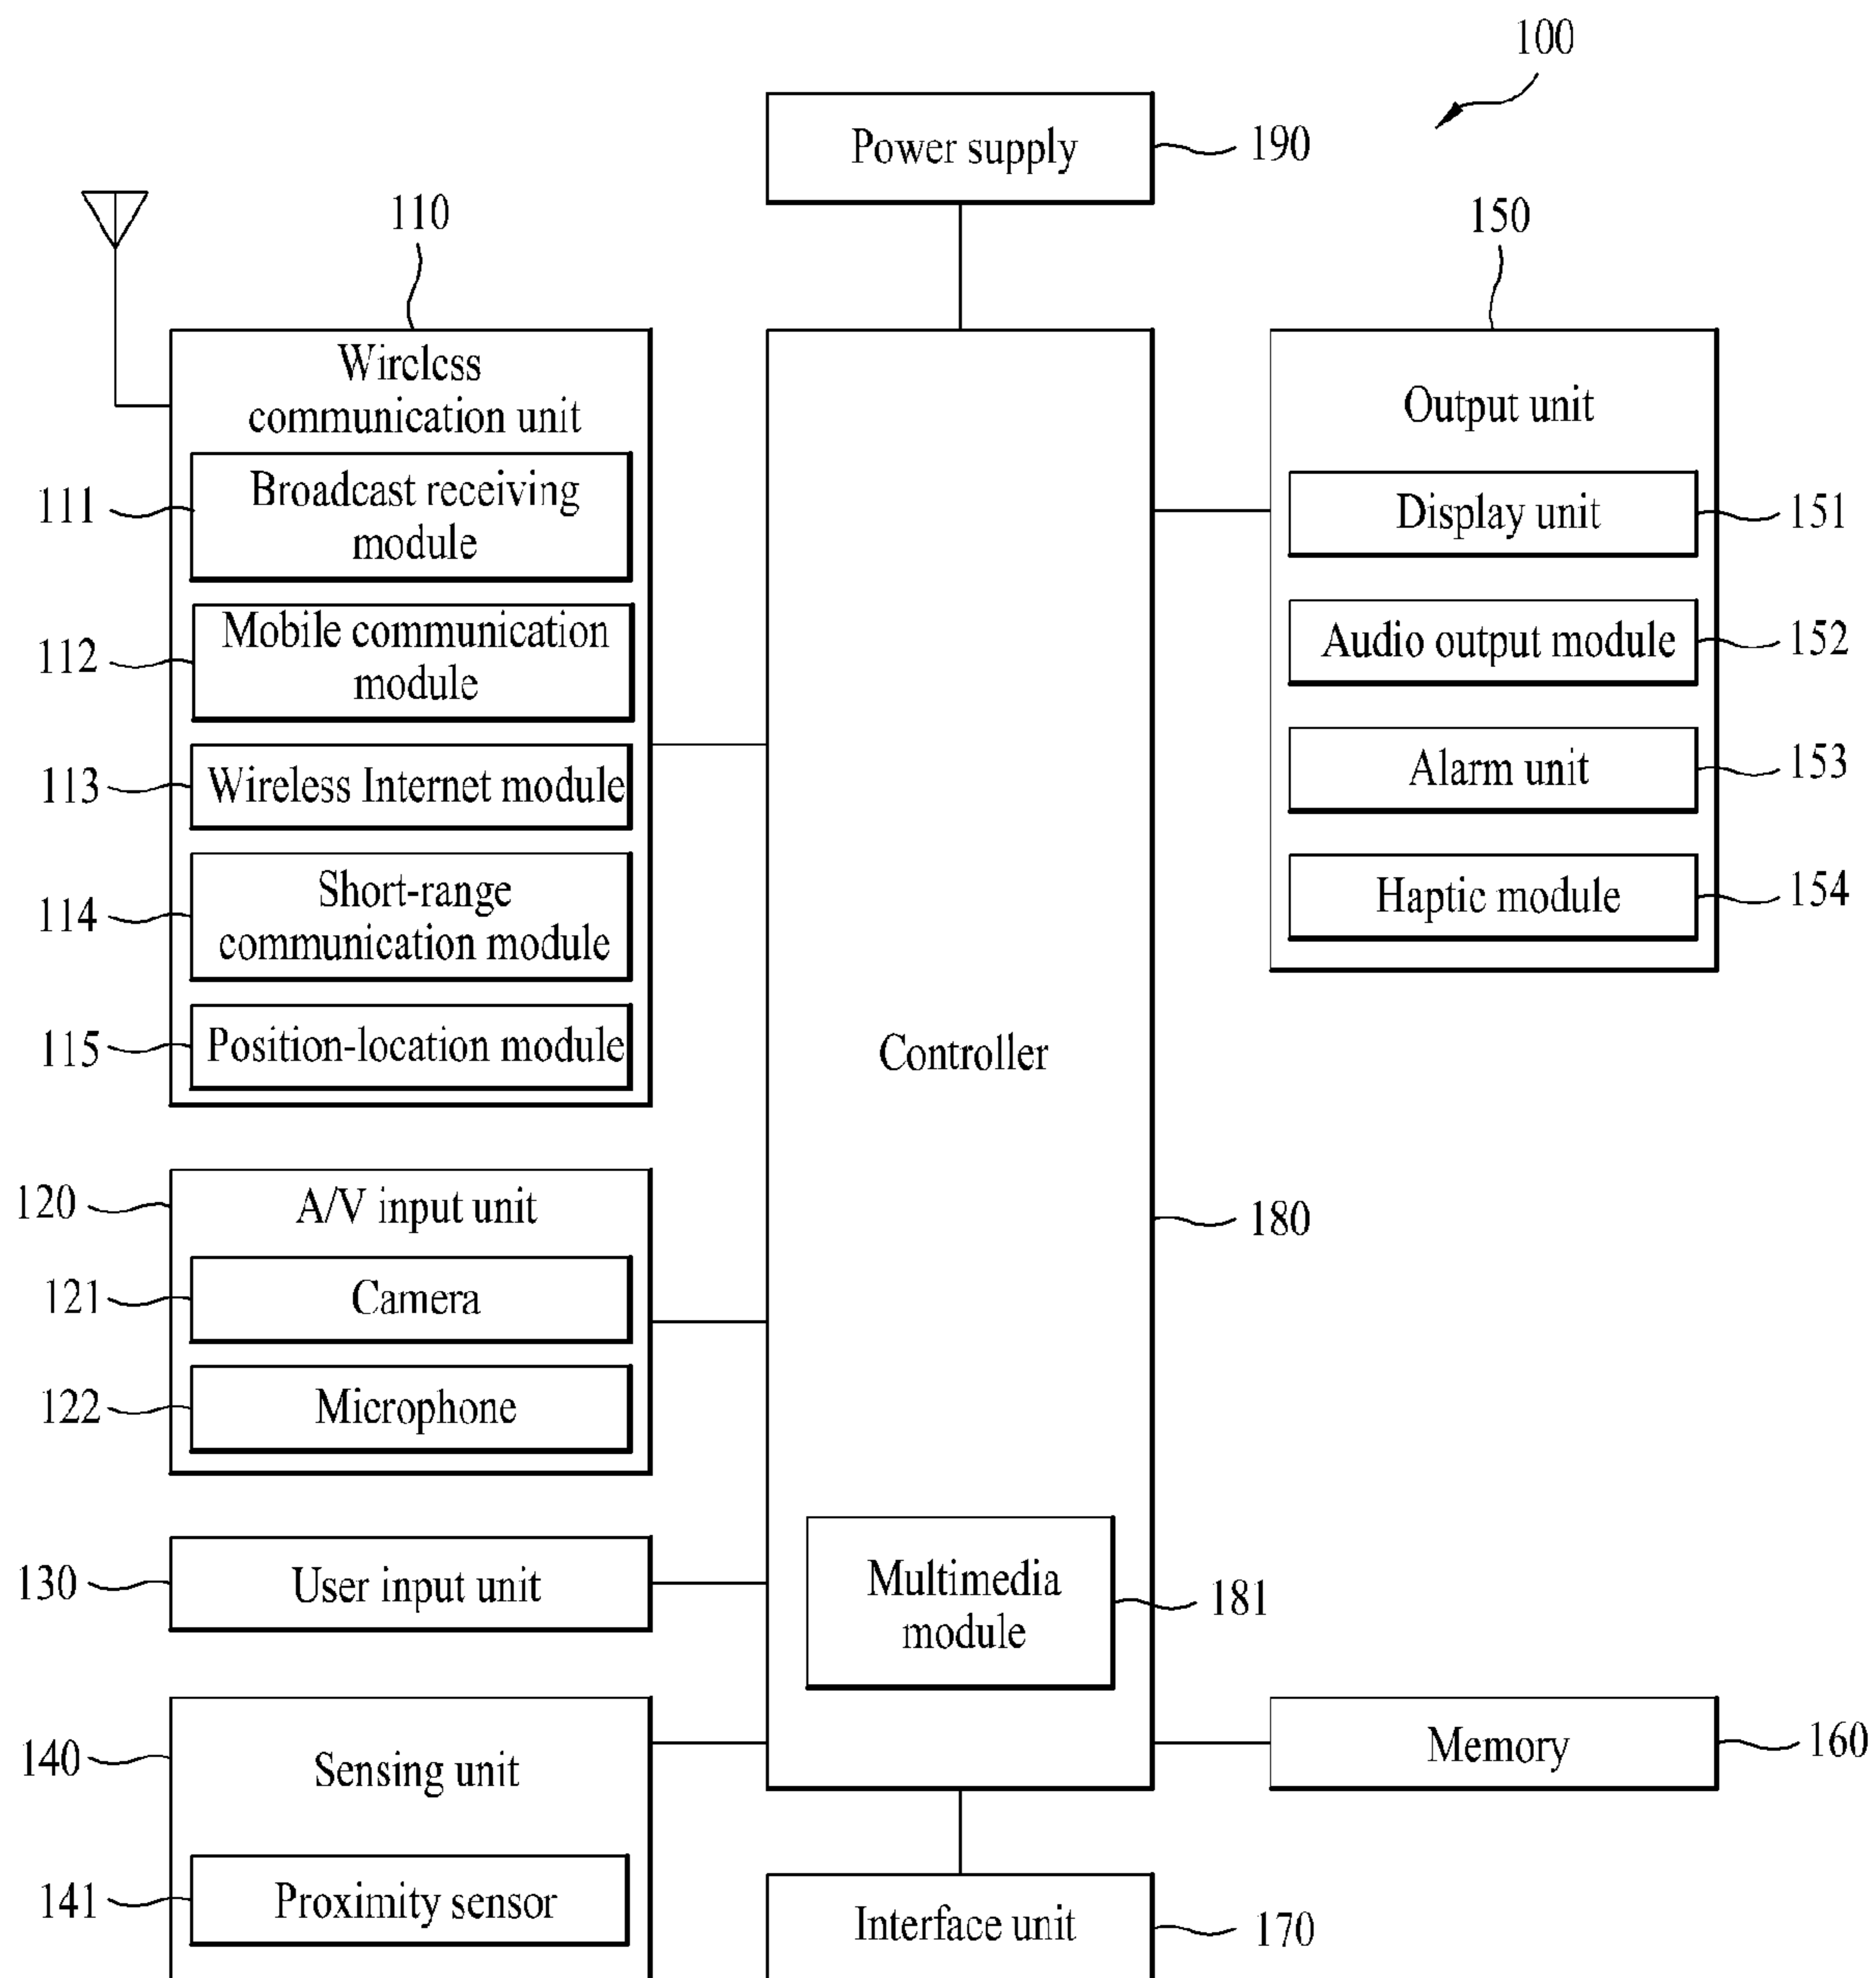 100
Power supply
190
110
150
Wireless
communication unit
Output unit
111
Broadcast receiving
module
Display unit
151
112
Mobile communication
module
Audio output module
152
113
Wireless Internet module
Alarm unit
153
114
Short-range
communication module
Haptic module
154
115
Position-location module
Controller
120
A/V input unit
180
121
Camera
122
Microphone
130
User input unit
Multimedia
module
181
140
Sensing unit
Memory
160
141
Proximity sensor
Interface unit
170